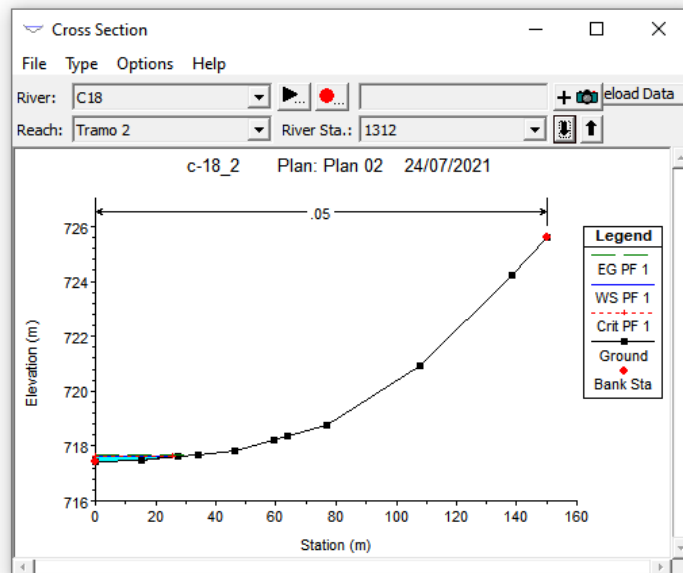 Cross Section
File Type Options Help
River: C18 eload Data
Reach: Tramo 2 River Sta.: 1312
c-18_2 Plan: Plan 02 24/07/2021
.05
Elevation (m)
726
724
722
720
718
716
0 20 40 60 80 100 120 140 160
Station (m)
Legend
EG PF 1
WS PF 1
Crit PF 1
Ground
Bank Sta